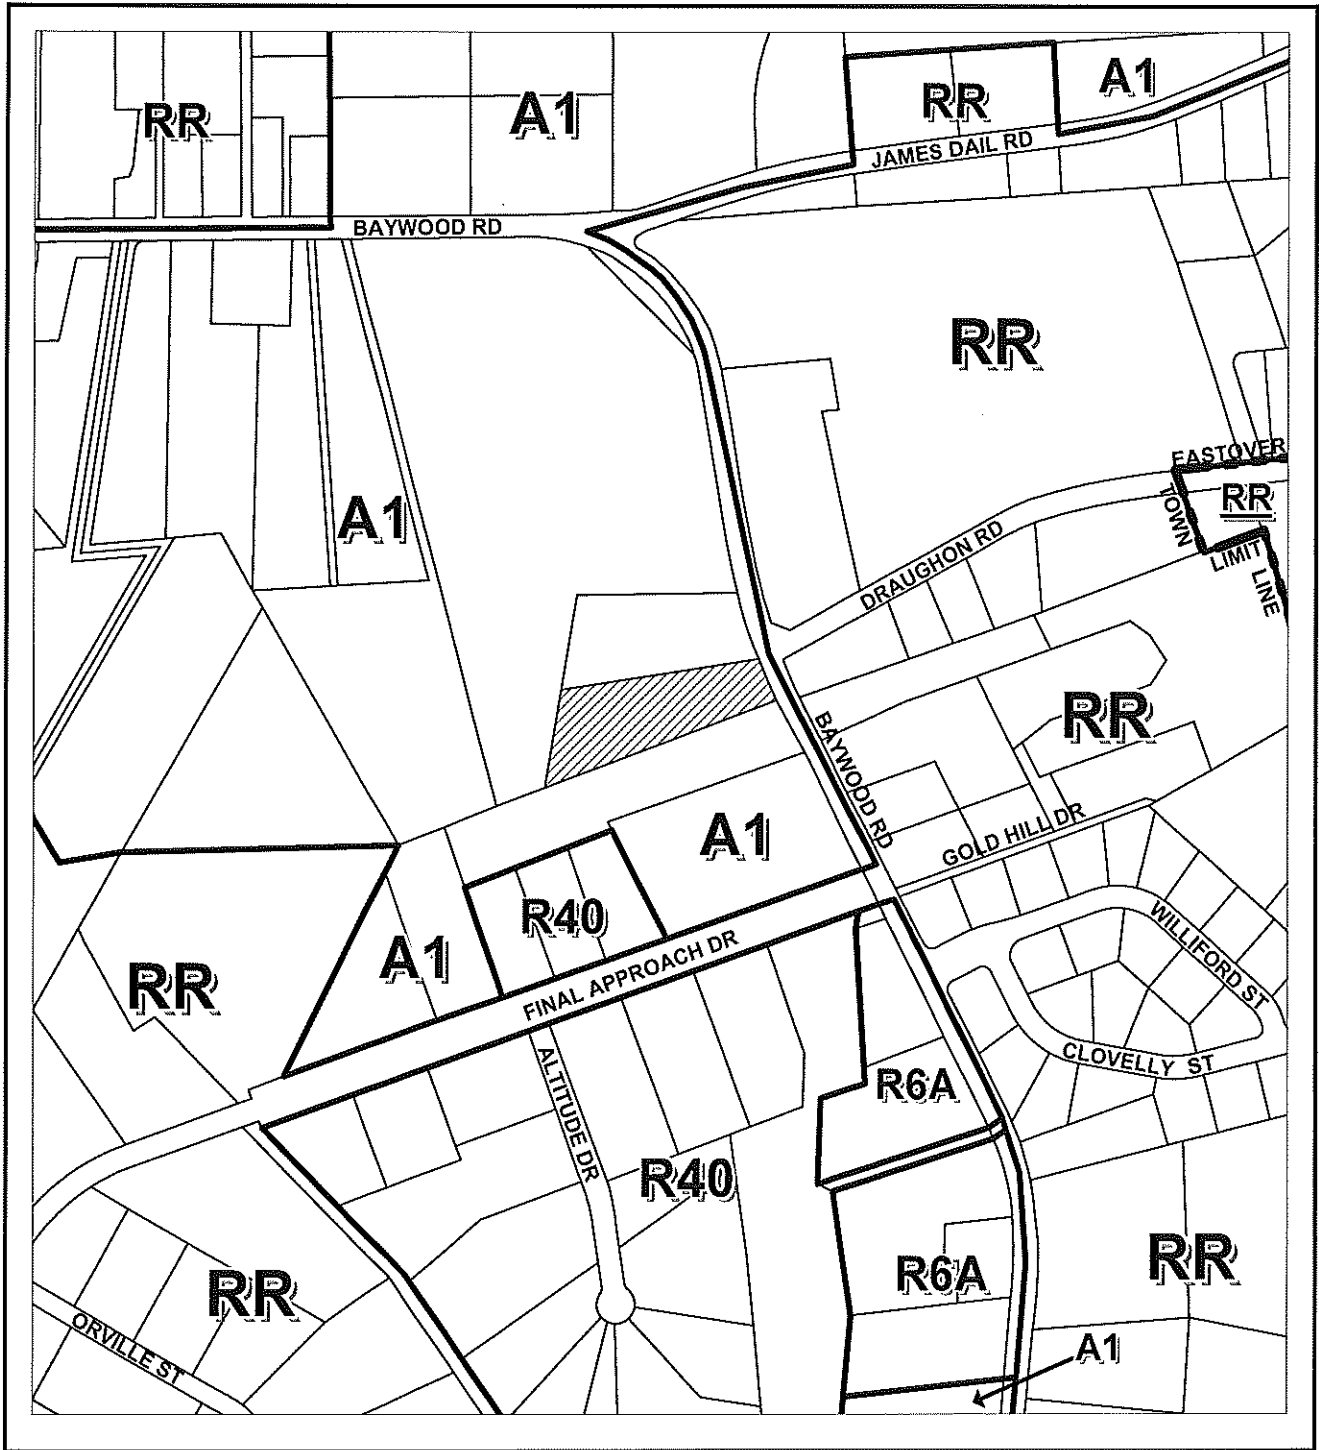 RR
A1
RR
A1
JAMES DAIL RD
BAYWOOD RD
RR
EASTOVER
RR
TOWN
LIMIT
LINE
A1
DRAUGHON RD
RR
BAYWOOD RD
A1
GOLD HILL DR
R40
A1
WILLIFORD ST
RR
FINAL APPROACH DR
CLOVELLY ST
ALTITUDE DR
R6A
R40
RR
R6A
RR
ORVILLE ST
A1